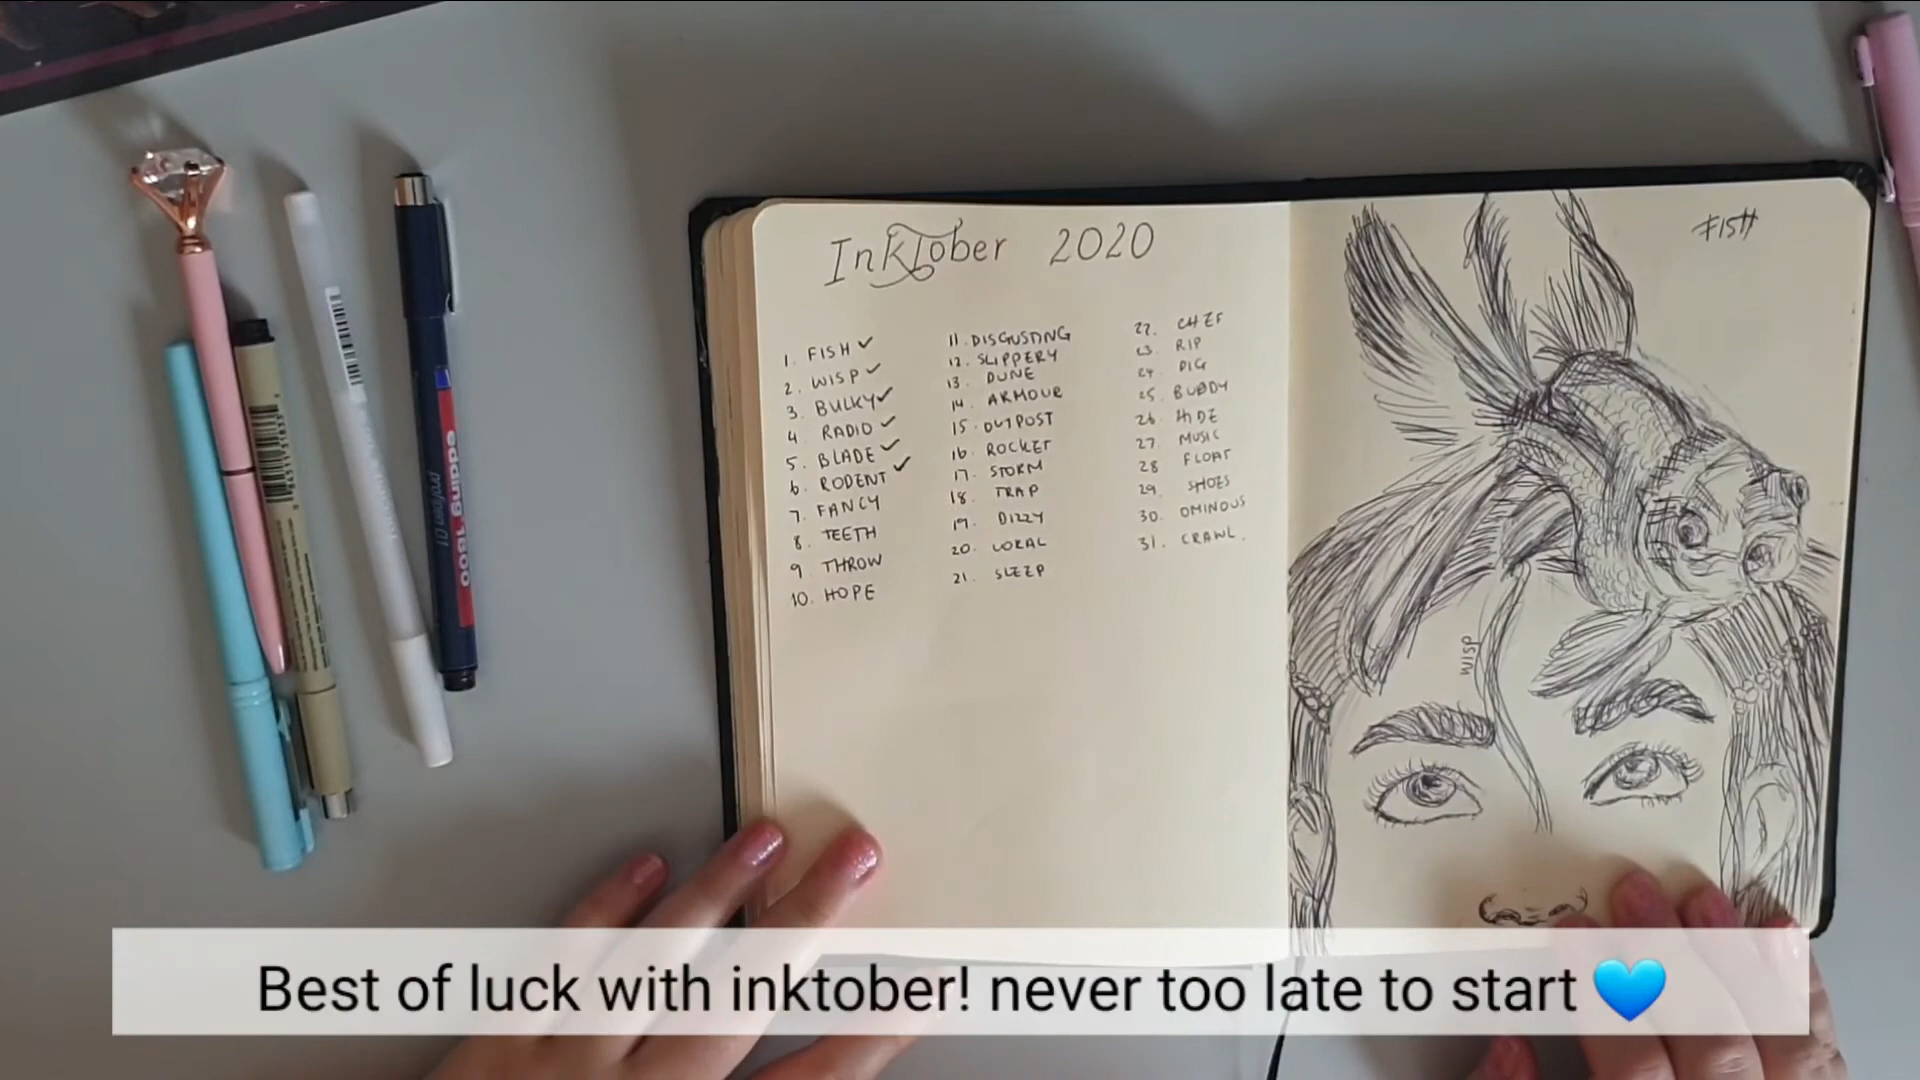 InkTober 2020
1. FISH ✓
2. WISP ✓
3. BULKY ✓
4 RADIO ✓
5. BLADE ✓
6. RODENT ✓
7. FANCY
8. TEETH
9 THROW
10. HOPE
11. DISGUSTING
12. SLIPPERY
13. DUNE
14. ARMOUR
15. OUTPOST
16. ROCKET
17. STORM
18. TRAP
19. DIZZY
20. CORAL
21. SLEEP
22. CHEF
23. RIP
24. DIG
25. BUDDY
26. HIDE
27. MUSIC
28 FLOAT
29. SHOES
30. OMINOUS
31. CRAWL.
FISH
wisp
edding 1880
profipen 0.1
Best of luck with inktober! never too late to start 💙